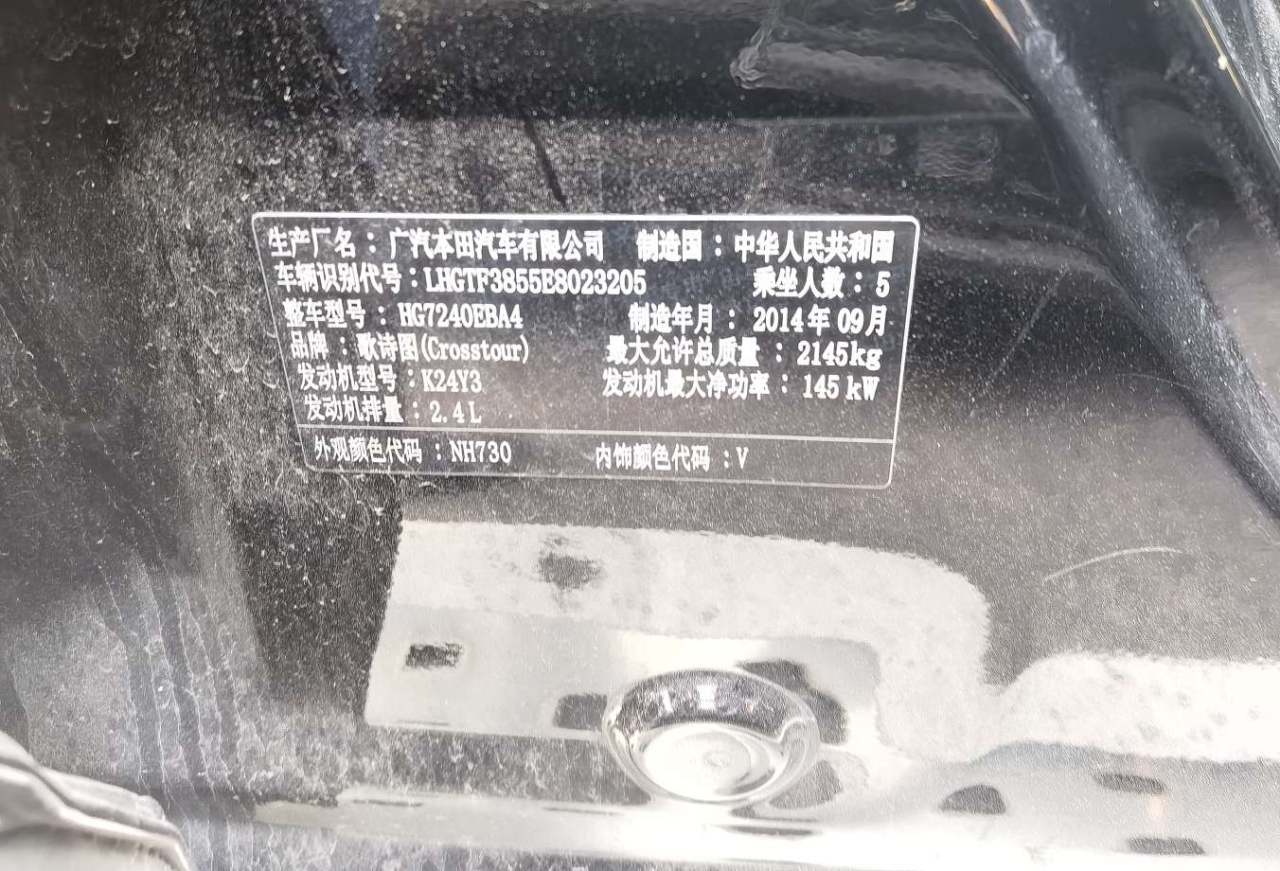 生产厂名：广汽本田汽车有限公司 制造国：中华人民共和国
车辆识别代号：LHGTF3855E8023205 乘坐人数：5
整车型号：HG7240EBA4 制造年月：2014年09月
品牌：歌诗图(Crosstour) 最大允许总质量：2145kg
发动机型号：K24Y3 发动机最大净功率：145kW
发动机排量：2.4L
外观颜色代码：NH730 内饰颜色代码：V